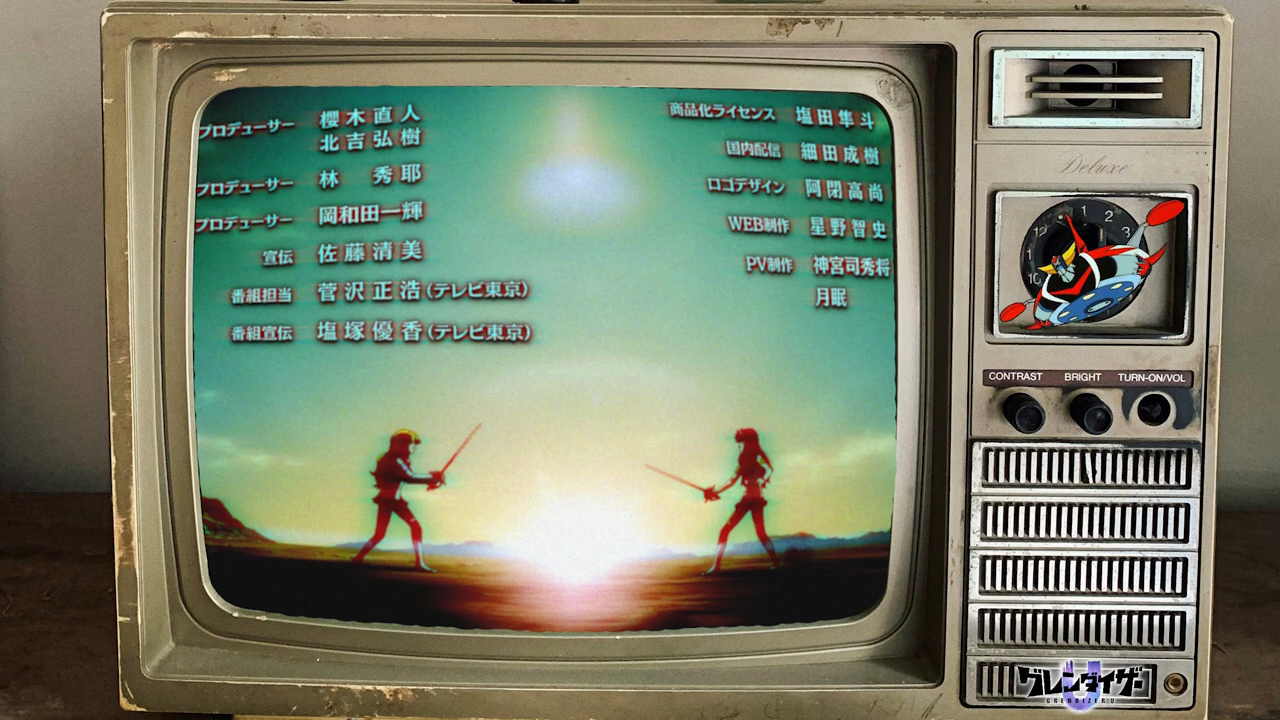 プロデューサー 櫻木直人
北吉弘樹
プロデューサー 林 秀耶
プロデューサー 岡和田一輝
宣伝 佐藤清美
番組担当 菅沢正浩(テレビ東京)
番組宣伝 塩塚優香(テレビ東京)
商品化ライセンス 塩田隼斗
国内配信 細田成樹
ロゴデザイン 阿閉高尚
WEB制作 星野智史
PV制作 神宮司秀将
月眠
Deluxe
1
2
3
12
1
10
CONTRAST BRIGHT TURN-ON/VOL
グレンダイザーU
GRENDIZER U